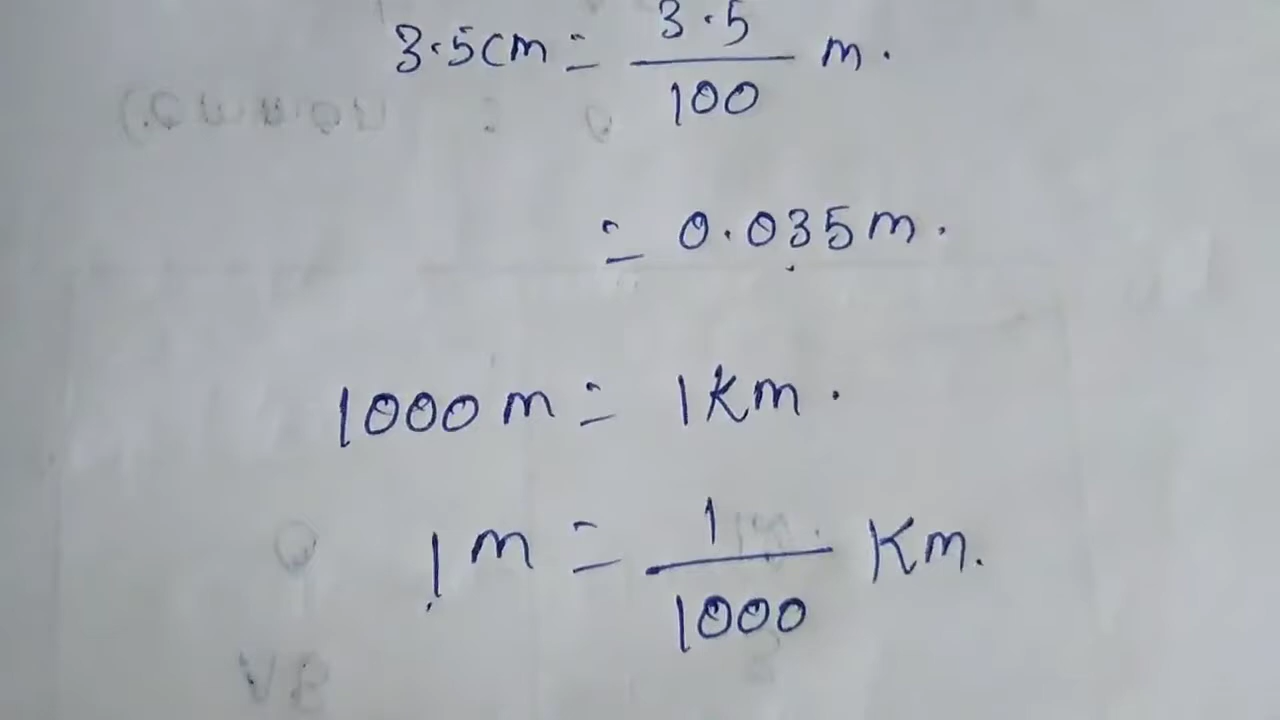 3.5cm = 3.5/100 m.
= 0.035m.
1000m = 1km.
1m = 1/1000 Km.